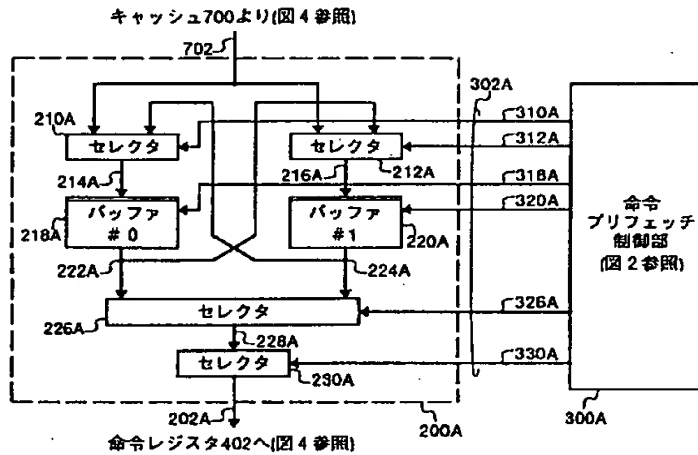 キャッシュ700より(図4参照)
702
302A
210A
310A
セレクタ
セレクタ
312A
214A
216A
212A
318A
320A
バッファ
#0
バッファ
#1
218A
220A
222A
224A
命令
プリフェッチ
制御部
(図2参照)
セレクタ
326A
226A
228A
セレクタ
330A
230A
202A
200A
300A
命令レジスタ402へ(図4参照)